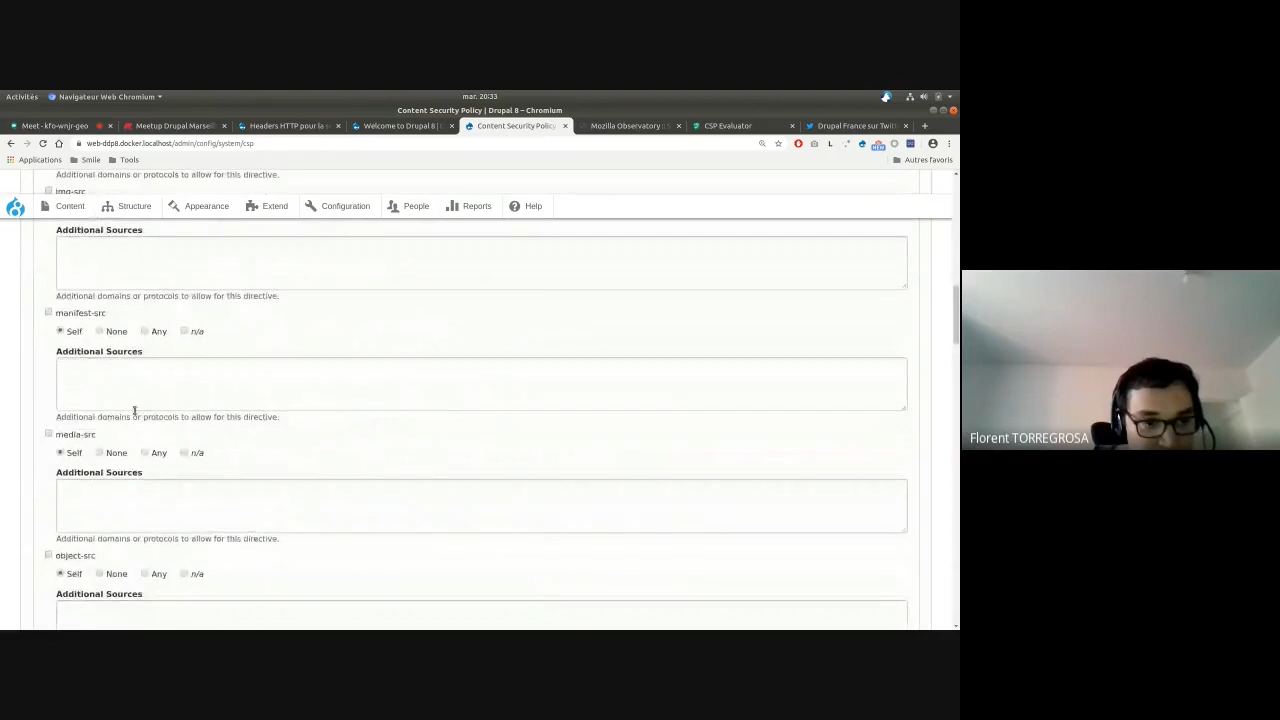 Activités Navigateur Web Chromium mar. 20:33
Content Security Policy | Drupal 8 – Chromium
Meet - kfo-wnjr-geo Meetup Drupal Marseil Headers HTTP pour la s Welcome to Drupal 8 | Content Security Policy Mozilla Observatory :: S CSP Evaluator Drupal France sur Twitt
web-ddp8.docker.localhost/admin/config/system/csp
Applications Smile Tools Autres favoris
Additional domains or protocols to allow for this directive.
img-src
Content Structure Appearance Extend Configuration People Reports Help
Additional Sources
Additional domains or protocols to allow for this directive.
manifest-src
Self None Any n/a
Additional Sources
Additional domains or protocols to allow for this directive.
media-src
Self None Any n/a
Additional Sources
Additional domains or protocols to allow for this directive.
object-src
Self None Any n/a
Additional Sources
Florent TORREGROSA